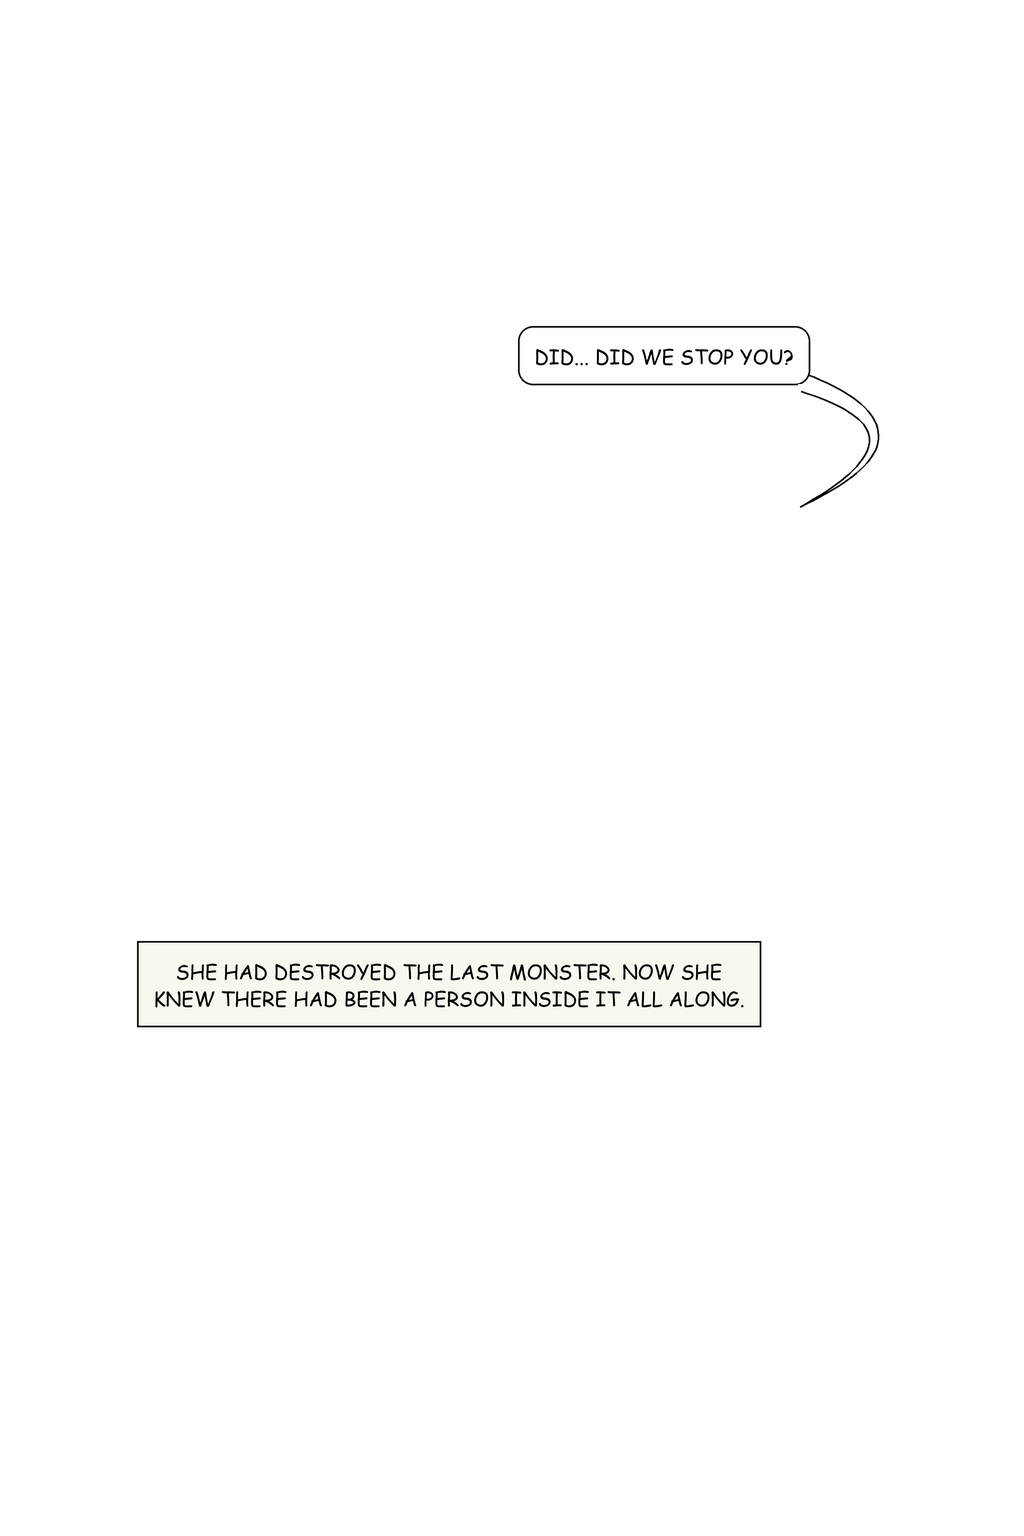 DID... DID WE STOP YOU?
SHE HAD DESTROYED THE LAST MONSTER. NOW SHE
KNEW THERE HAD BEEN A PERSON INSIDE IT ALL ALONG.